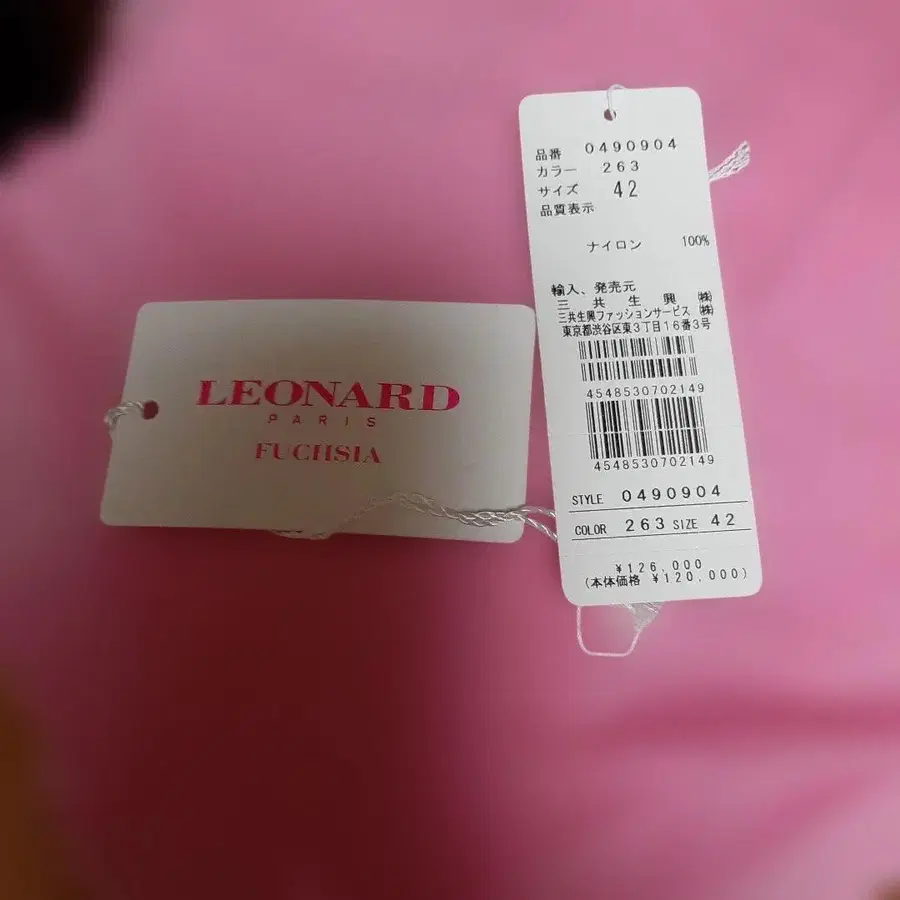 LEONARD
PARIS
FUCHSIA
品番 0490904
カラー 263
サイズ 42
品質表示
ナイロン 100%
輸入、発売元
三共生興㈱
三共生興ファッションサービス㈱
東京都渋谷区東3丁目16番3号
4548530702149
4548530702149
STYLE 0490904
COLOR 263 SIZE 42
¥126,000
(本体価格 ¥120,000)